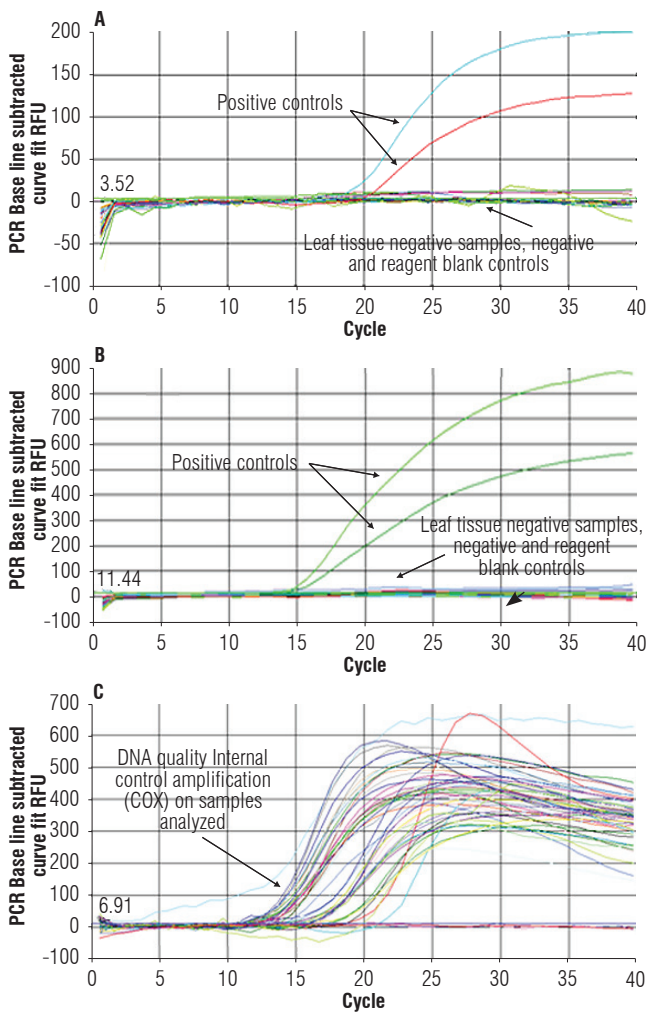 A
PCR Base line subtracted
curve fit RFU
200
150
100
50
0
-50
-100
Positive controls
3.52
Leaf tissue negative samples, negative
and reagent blank controls
0 5 10 15 20 25 30 35 40
Cycle
B
PCR Base line subtracted
curve fit RFU
900
800
700
600
500
400
300
200
100
0
-100
Positive controls
Leaf tissue negative samples,
negative and reagent
blank controls
11.44
0 5 10 15 20 25 30 35 40
Cycle
C
PCR Base line subtracted
curve fit RFU
700
600
500
400
300
200
100
0
-100
DNA quality Internal
control amplification
(COX) on samples
analyzed
6.91
0 5 10 15 20 25 30 35 40
Cycle